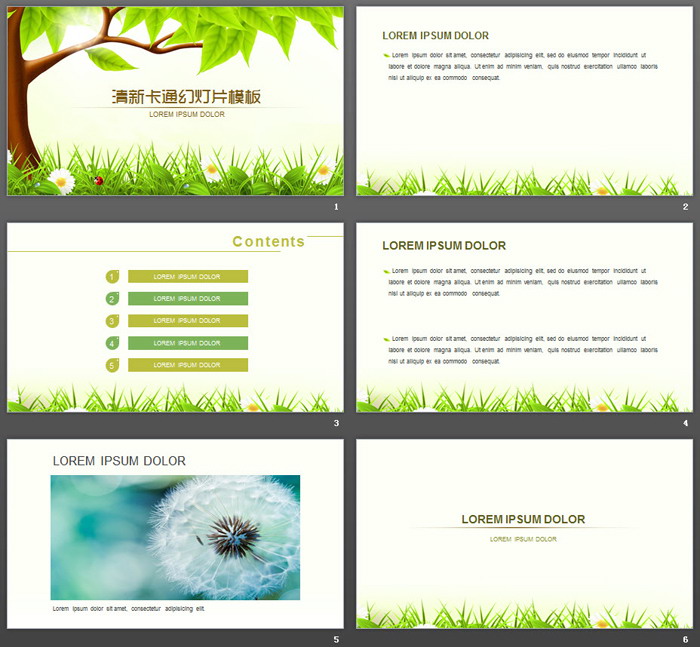 清新卡通幻灯片模板
LOREM IPSUM DOLOR
1
LOREM IPSUM DOLOR
Lorem ipsum dolor sit amet, consectetur adipisicing elit, sed do eiusmod tempor incididunt ut
labore et dolore magna aliqua. Ut enim ad minim veniam, quis nostrud exercitation ullamco laboris
nisi ut aliquip ex ea commodo consequat.
2
Contents
1 LOREM IPSUM DOLOR
2 LOREM IPSUM DOLOR
3 LOREM IPSUM DOLOR
4 LOREM IPSUM DOLOR
5 LOREM IPSUM DOLOR
3
LOREM IPSUM DOLOR
Lorem ipsum dolor sit amet, consectetur adipisicing elit, sed do eiusmod tempor incididunt ut
labore et dolore magna aliqua. Ut enim ad minim veniam, quis nostrud exercitation ullamco laboris
nisi ut aliquip ex ea commodo consequat.
Lorem ipsum dolor sit amet, consectetur adipisicing elit, sed do eiusmod tempor incididunt ut
labore et dolore magna aliqua. Ut enim ad minim veniam, quis nostrud exercitation ullamco laboris
nisi ut aliquip ex ea commodo consequat.
4
LOREM IPSUM DOLOR
Lorem ipsum dolor sit amet, consectetur adipisicing elit.
5
LOREM IPSUM DOLOR
LOREM IPSUM DOLOR
6